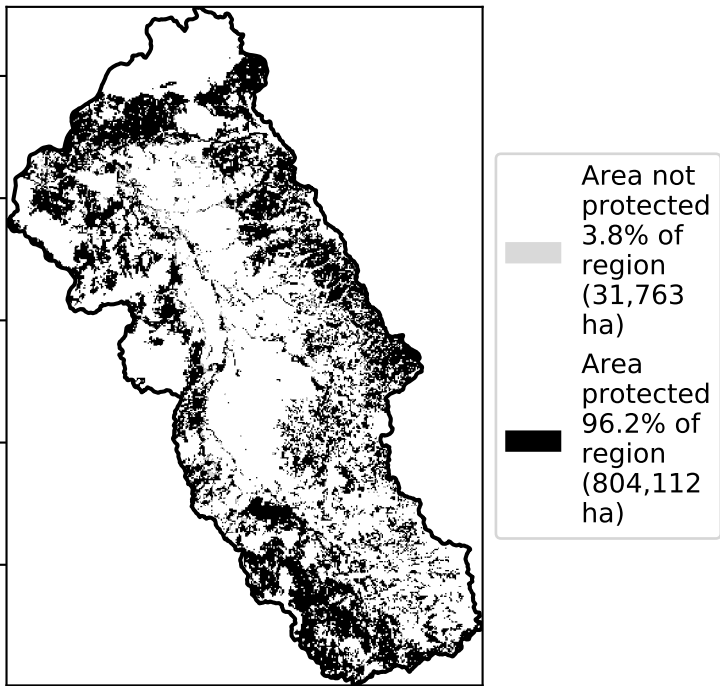 Area not
protected
3.8% of
region
(31,763
ha)
Area
protected
96.2% of
region
(804,112
ha)